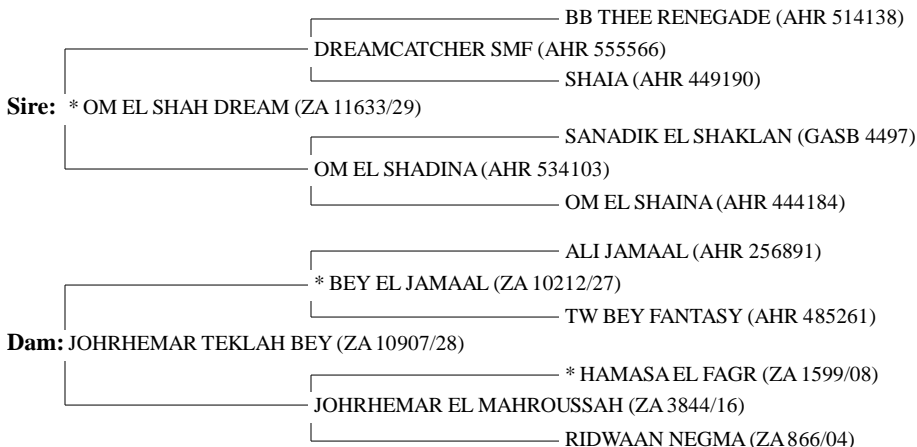 BB THEE RENEGADE (AHR 514138)
DREAMCATCHER SMF (AHR 555566)
SHAIA (AHR 449190)
Sire: * OM EL SHAH DREAM (ZA 11633/29)
SANADIK EL SHAKLAN (GASB 4497)
OM EL SHADINA (AHR 534103)
OM EL SHAINA (AHR 444184)
ALI JAMAAL (AHR 256891)
* BEY EL JAMAAL (ZA 10212/27)
TW BEY FANTASY (AHR 485261)
Dam: JOHRHEMAR TEKLAH BEY (ZA 10907/28)
* HAMASA EL FAGR (ZA 1599/08)
JOHRHEMAR EL MAHROUSSAH (ZA 3844/16)
RIDWAAN NEGMA (ZA 866/04)